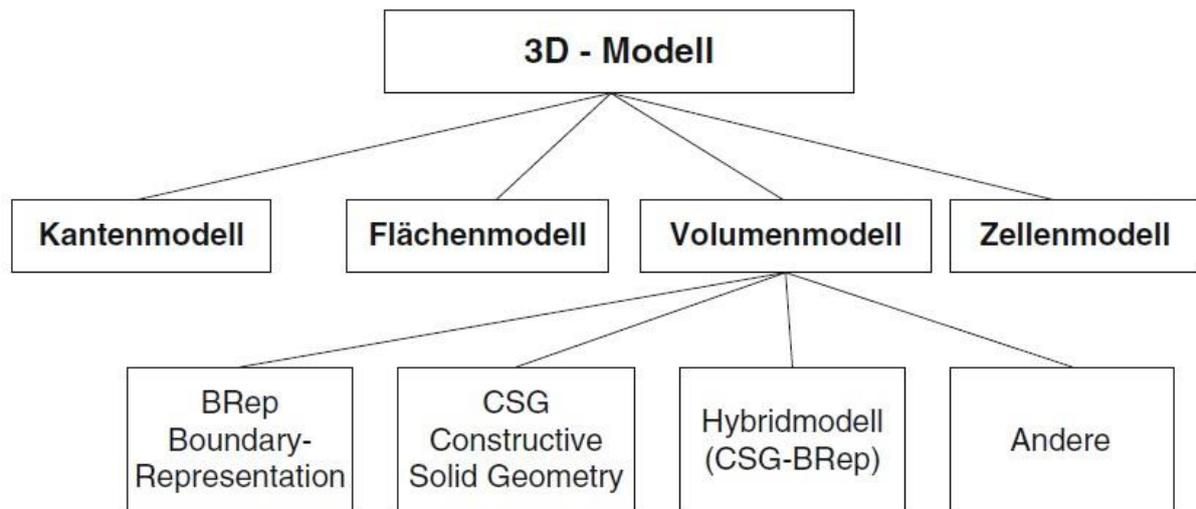 3D - Modell
Kantenmodell
Flächenmodell
Volumenmodell
Zellenmodell
BRep
Boundary-
Representation
CSG
Constructive
Solid Geometry
Hybridmodell
(CSG-BRep)
Andere